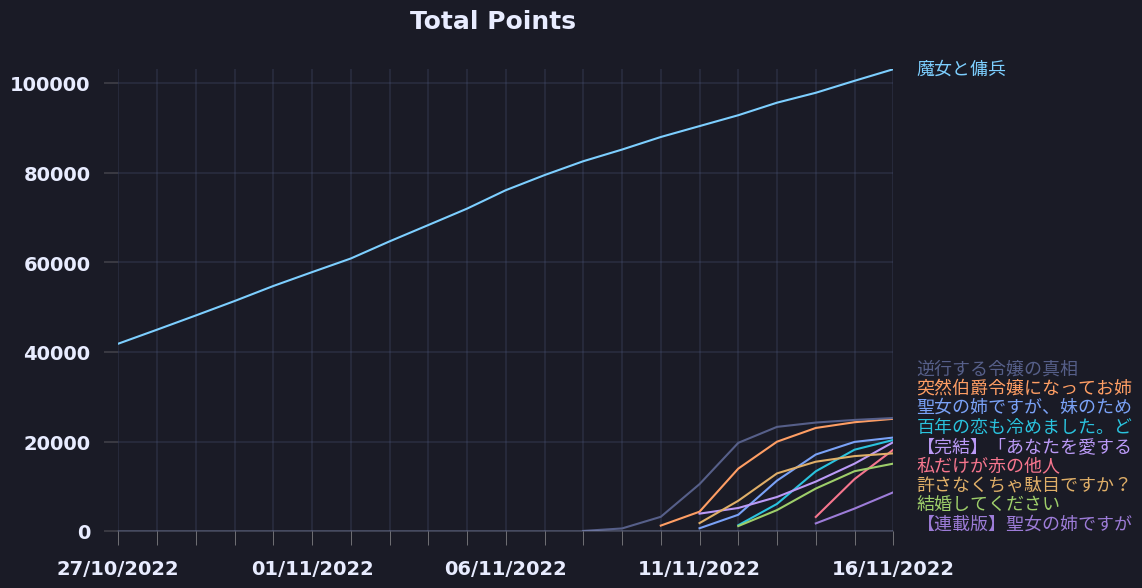 Total Points
100000
80000
60000
40000
20000
0
27/10/2022
01/11/2022
06/11/2022
11/11/2022
16/11/2022
魔女と傭兵
逆行する令嬢の真相
突然伯爵令嬢になってお姉
聖女の姉ですが、妹のため
百年の恋も冷めました。ど
【完結】「あなたを愛する
私だけが赤の他人
許さなくちゃ駄目ですか？
結婚してください
【連載版】聖女の姉ですが